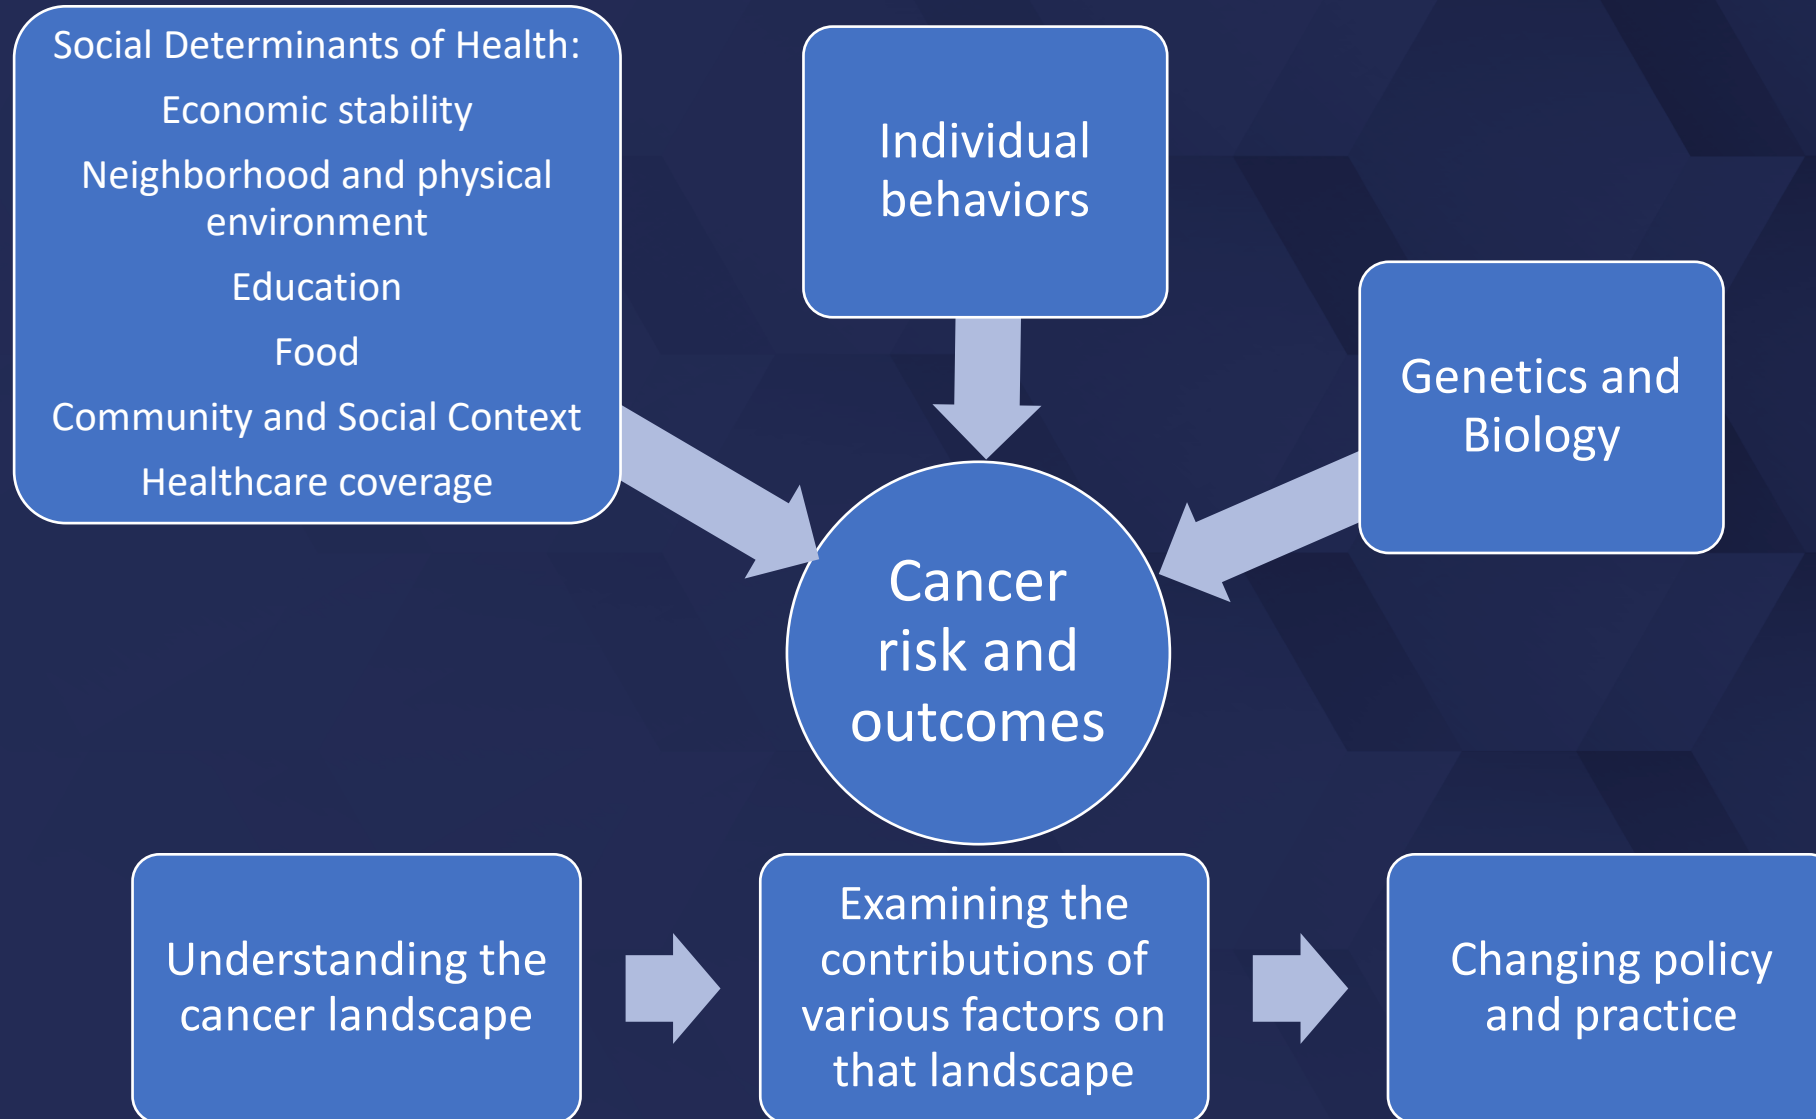 Social Determinants of Health:
Economic stability
Neighborhood and physical
environment
Education
Food
Community and Social Context
Healthcare coverage
Individual
behaviors
Genetics and
Biology
Cancer
risk and
outcomes
Understanding the
cancer landscape
Examining the
contributions of
various factors on
that landscape
Changing policy
and practice